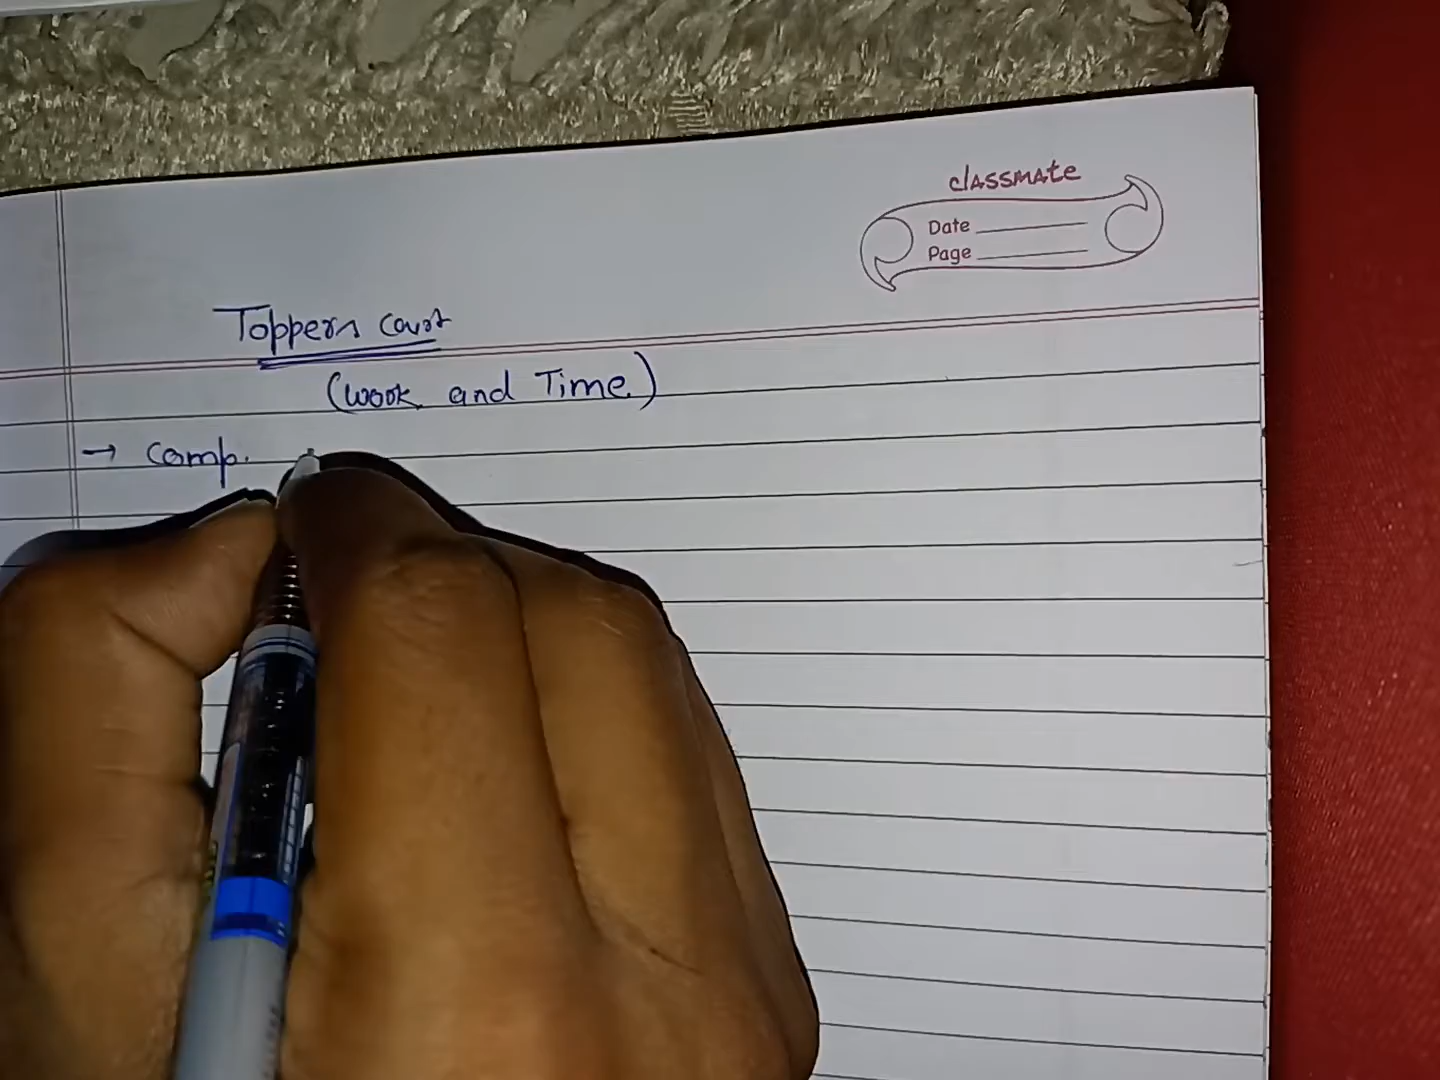 classmate
Date
Page
Toppers court
(Work and Time.)
→ Comp.